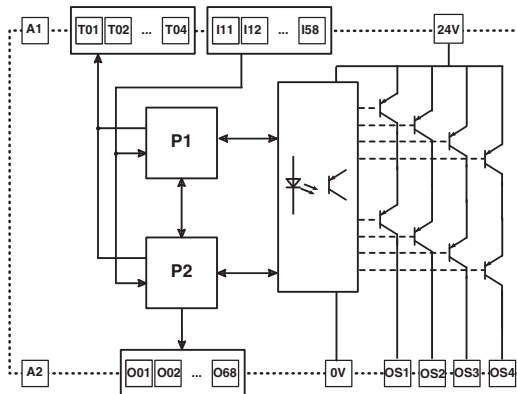 A1 T01 T02 ... T04 I11 I12 ... I58 24V
P1
P2
A2 O01 O02 ... O68 0V OS1 OS2 OS3 OS4